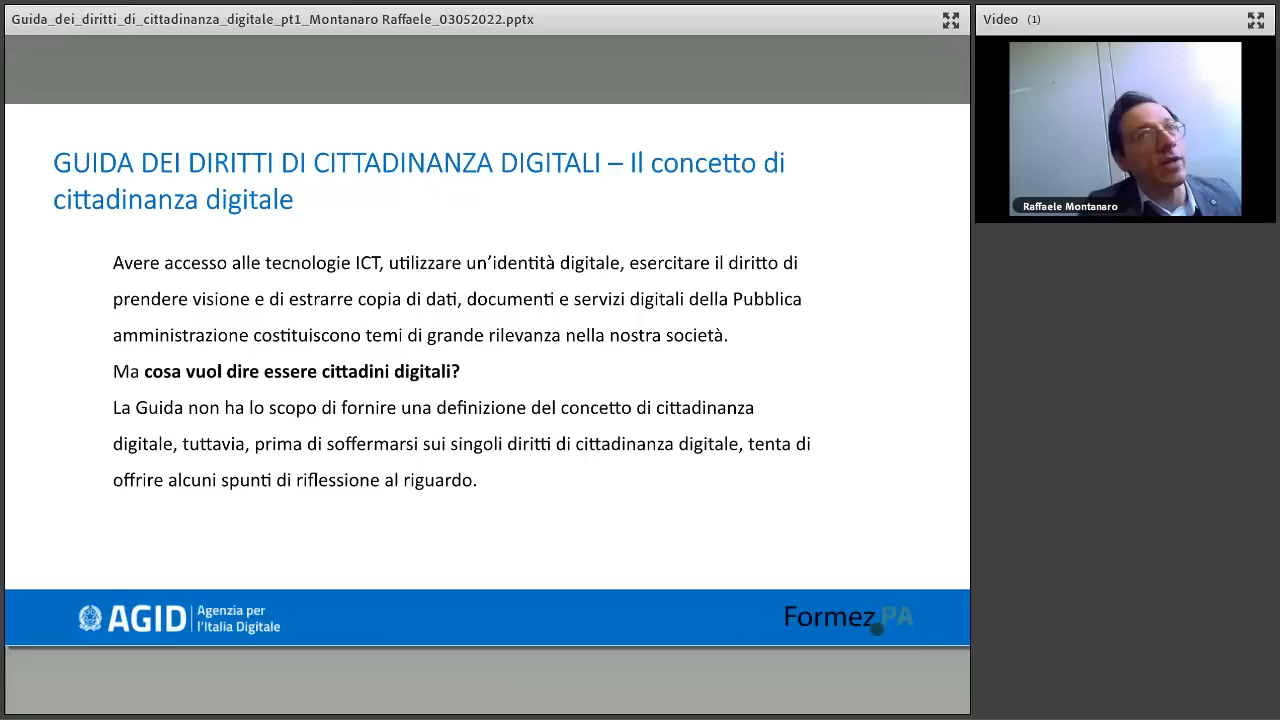 Guida_dei_diritti_di_cittadinanza_digitale_pt1_Montanaro Raffaele_03052022.pptx
Video (1)
Raffaele Montanaro
GUIDA DEI DIRITTI DI CITTADINANZA DIGITALI – Il concetto di
cittadinanza digitale
Avere accesso alle tecnologie ICT, utilizzare un’identità digitale, esercitare il diritto di
prendere visione e di estrarre copia di dati, documenti e servizi digitali della Pubblica
amministrazione costituiscono temi di grande rilevanza nella nostra società.
Ma cosa vuol dire essere cittadini digitali?
La Guida non ha lo scopo di fornire una definizione del concetto di cittadinanza
digitale, tuttavia, prima di soffermarsi sui singoli diritti di cittadinanza digitale, tenta di
offrire alcuni spunti di riflessione al riguardo.
AGID
Agenzia per
l’Italia Digitale
Formez PA